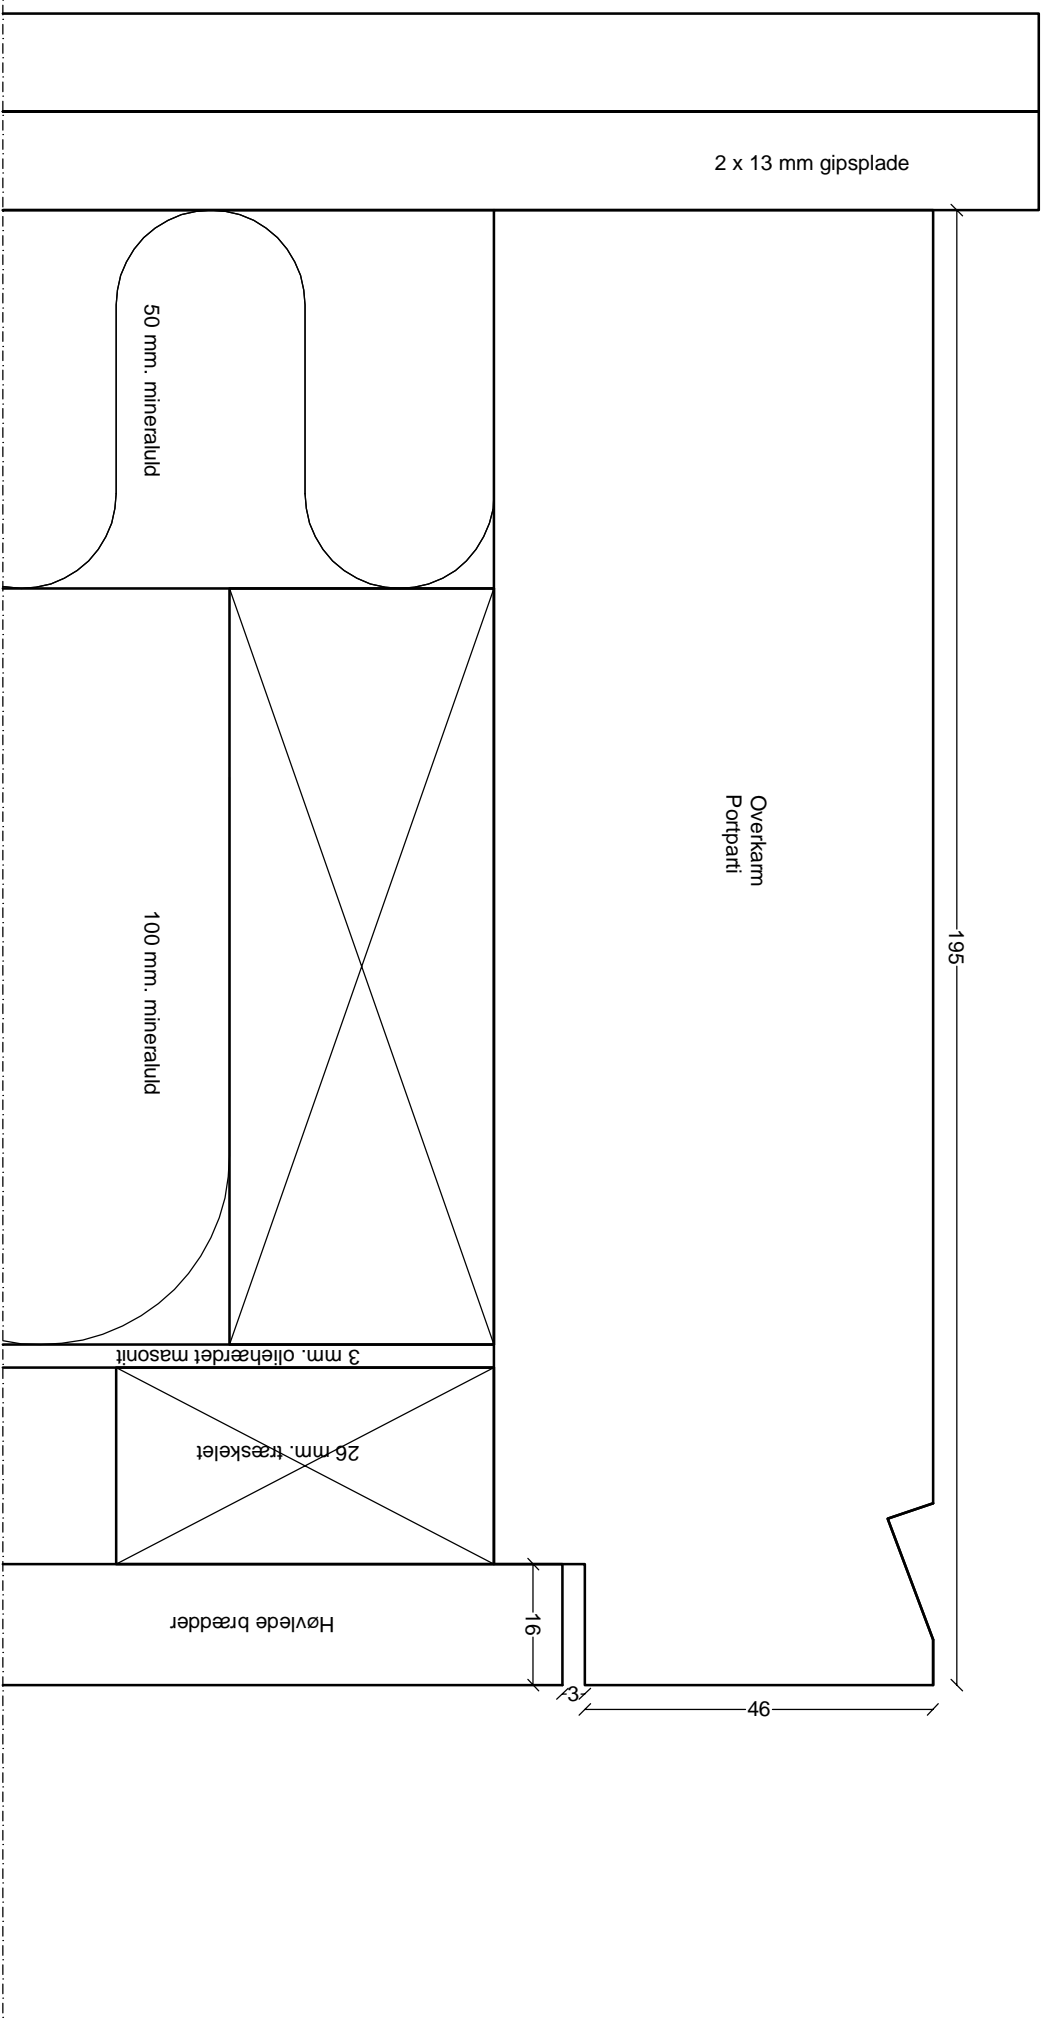 2 x 13 mm gipsplade
50 mm. mineraluld
Overkarm
Portparti
195
100 mm. mineraluld
3 mm. oliehærdet masonit
26 mm. træskelet
Høvlede brædder
16
3
46